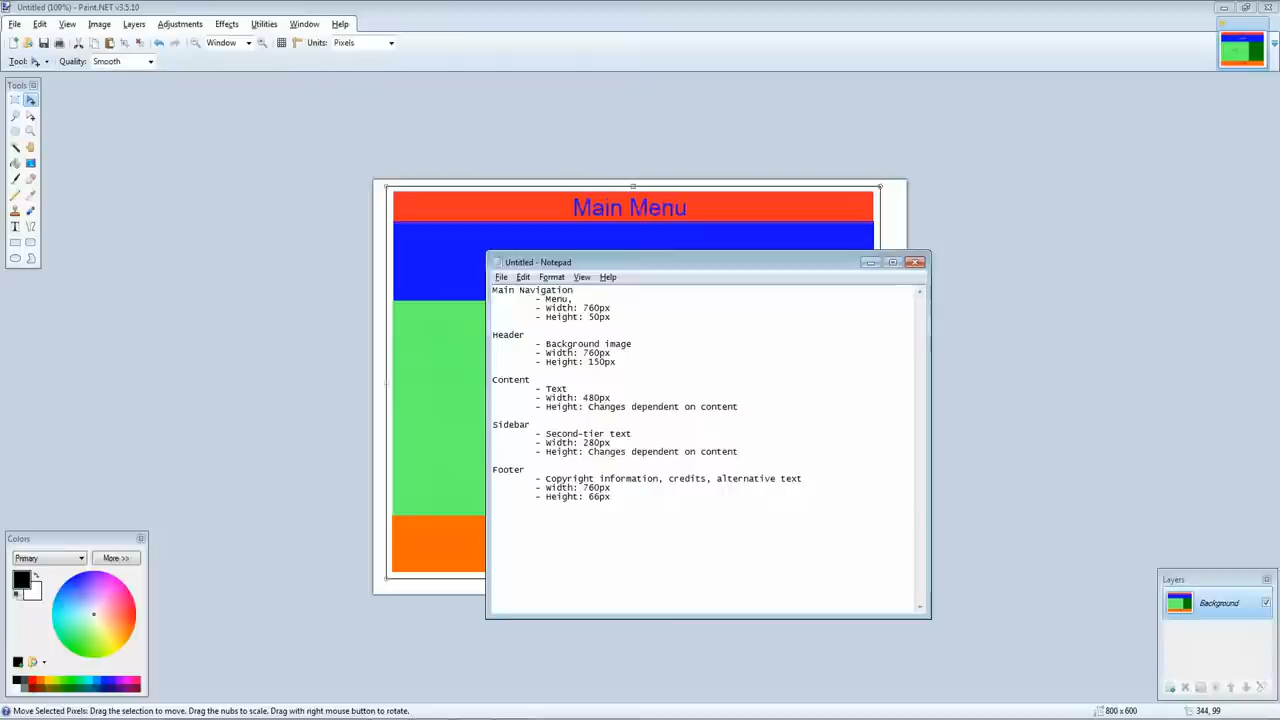 Untitled (109%) - Paint.NET v3.5.10
File Edit View Image Layers Adjustments Effects Utilities Window Help
Window Units: Pixels
Tool: Quality: Smooth
Tools
Main Menu
Untitled - Notepad
File Edit Format View Help
Main Navigation
- Menu,
- Width: 760px
- Height: 50px
Header
- Background image
- Width: 760px
- Height: 150px
Content
- Text
- Width: 480px
- Height: Changes dependent on content
Sidebar
- Second-tier text
- Width: 280px
- Height: Changes dependent on content
Footer
- Copyright information, credits, alternative text
- Width: 760px
- Height: 66px
Colors
Primary More >>
Layers
Background
Move Selected Pixels: Drag the selection to move. Drag the nubs to scale. Drag with right mouse button to rotate. 800 x 600 344, 99